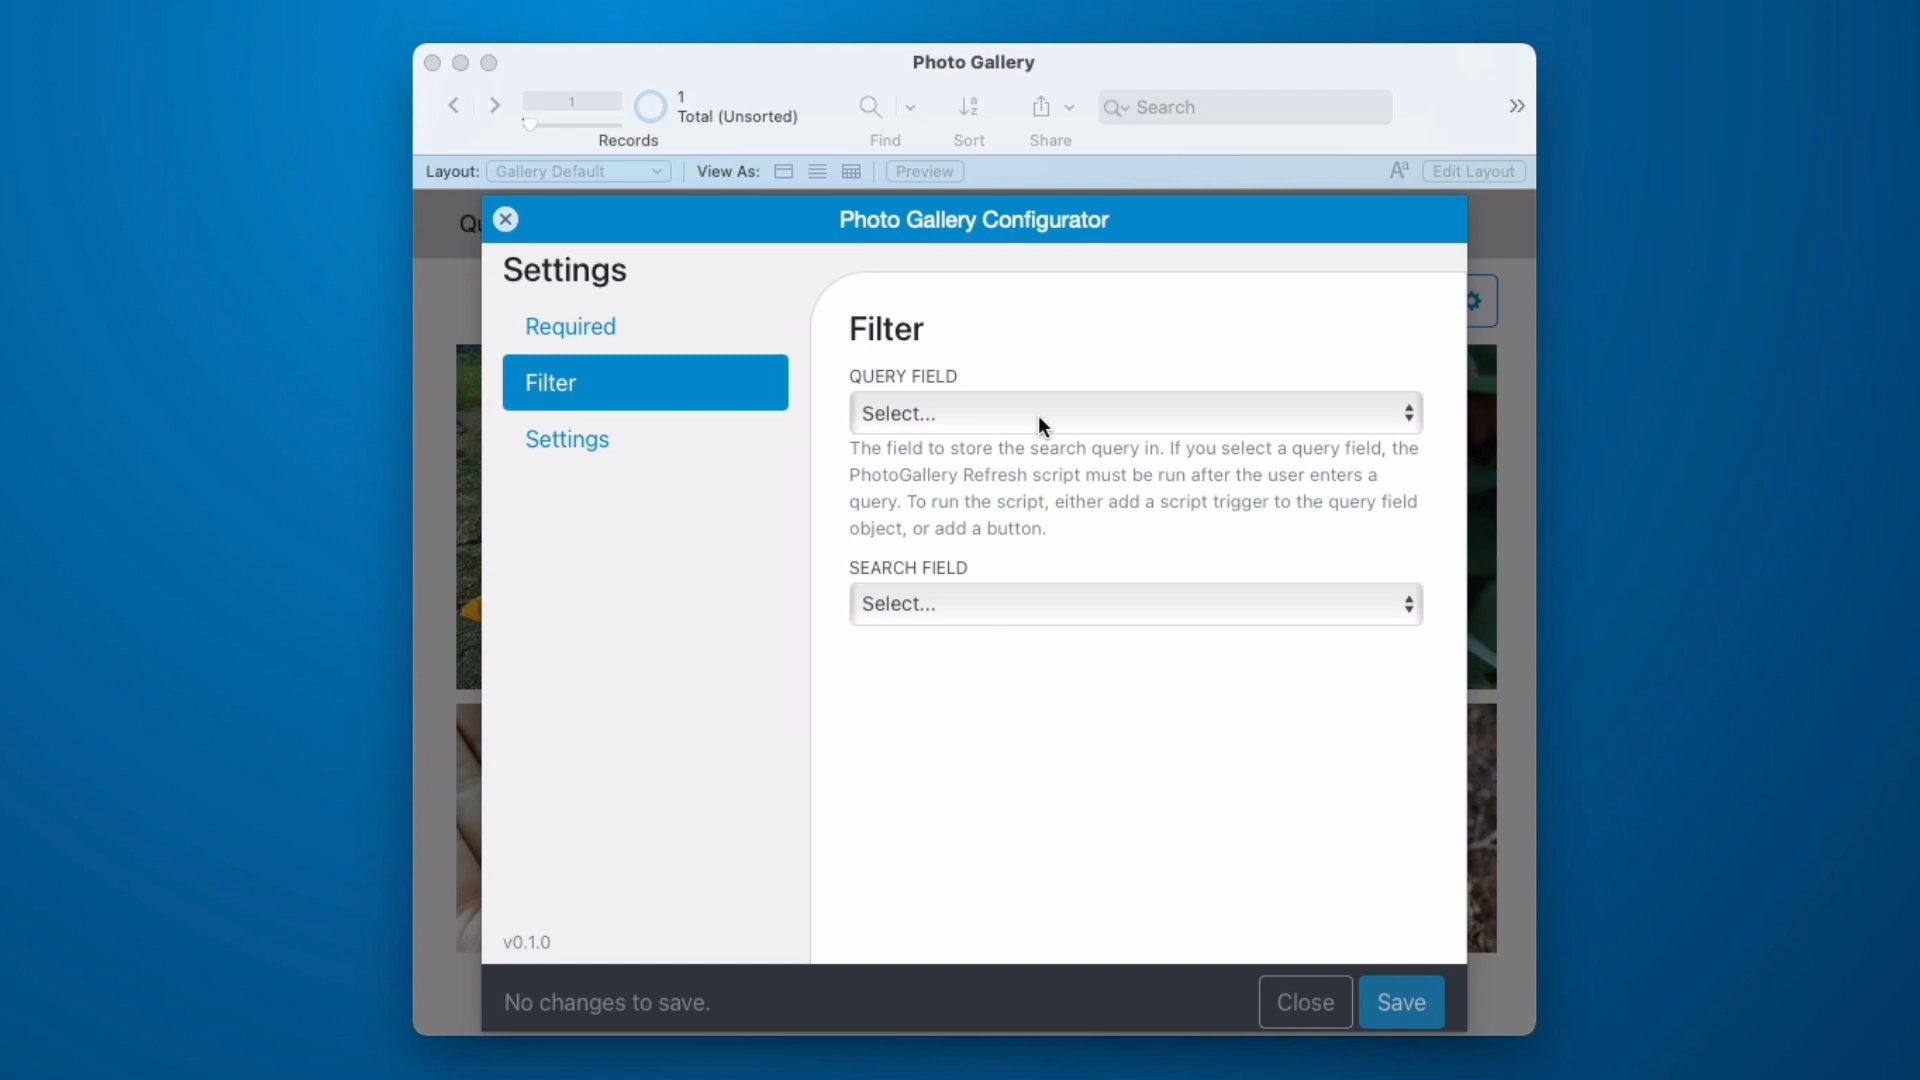 Photo Gallery
1
1
Total (Unsorted)
Records
Find
Sort
Share
Search
Layout: Gallery Default
View As:
Preview
Edit Layout
Photo Gallery Configurator
Settings
Required
Filter
Settings
v0.1.0
Filter
QUERY FIELD
Select...
The field to store the search query in. If you select a query field, the
PhotoGallery Refresh script must be run after the user enters a
query. To run the script, either add a script trigger to the query field
object, or add a button.
SEARCH FIELD
Select...
No changes to save.
Close
Save